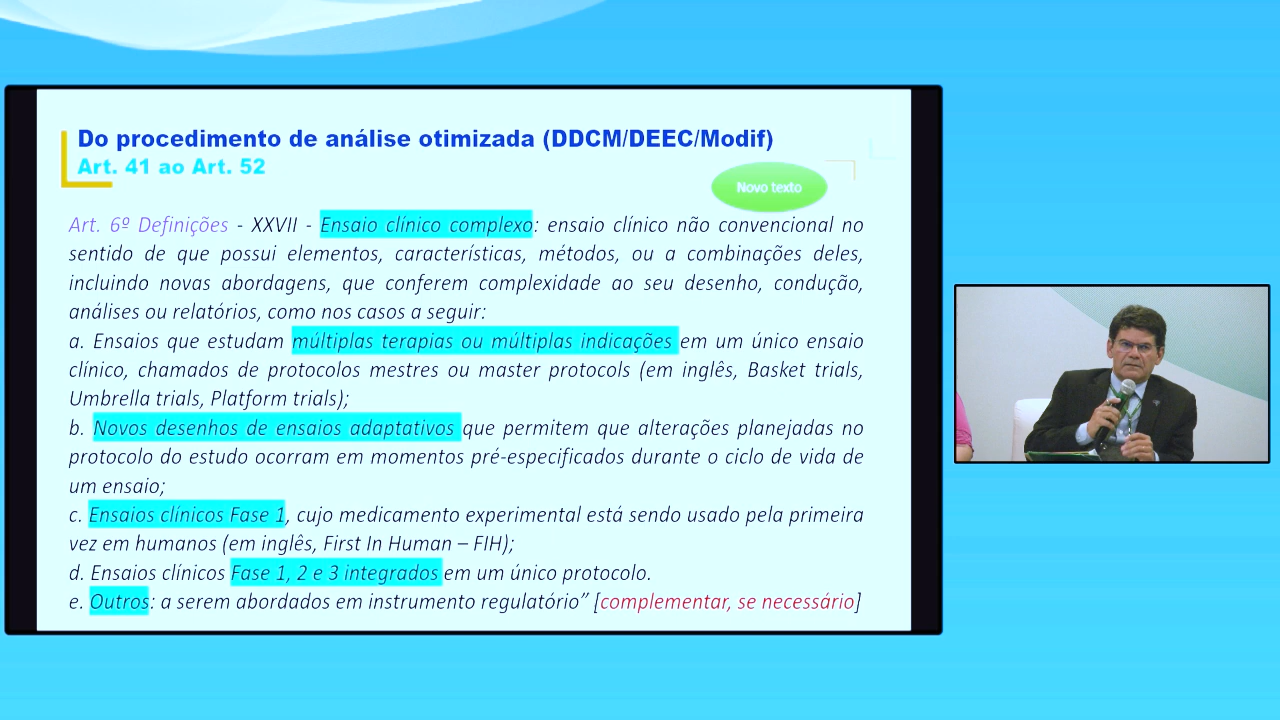 Do procedimento de análise otimizada (DDCM/DEEC/Modif)
Art. 41 ao Art. 52
Novo texto
Art. 6º Definições - XXVII - Ensaio clínico complexo: ensaio clínico não convencional no
sentido de que possui elementos, características, métodos, ou a combinações deles,
incluindo novas abordagens, que conferem complexidade ao seu desenho, condução,
análises ou relatórios, como nos casos a seguir:
a. Ensaios que estudam múltiplas terapias ou múltiplas indicações em um único ensaio
clínico, chamados de protocolos mestres ou master protocols (em inglês, Basket trials,
Umbrella trials, Platform trials);
b. Novos desenhos de ensaios adaptativos que permitem que alterações planejadas no
protocolo do estudo ocorram em momentos pré-especificados durante o ciclo de vida de
um ensaio;
c. Ensaios clínicos Fase 1, cujo medicamento experimental está sendo usado pela primeira
vez em humanos (em inglês, First In Human – FIH);
d. Ensaios clínicos Fase 1, 2 e 3 integrados em um único protocolo.
e. Outros: a serem abordados em instrumento regulatório” [complementar, se necessário]